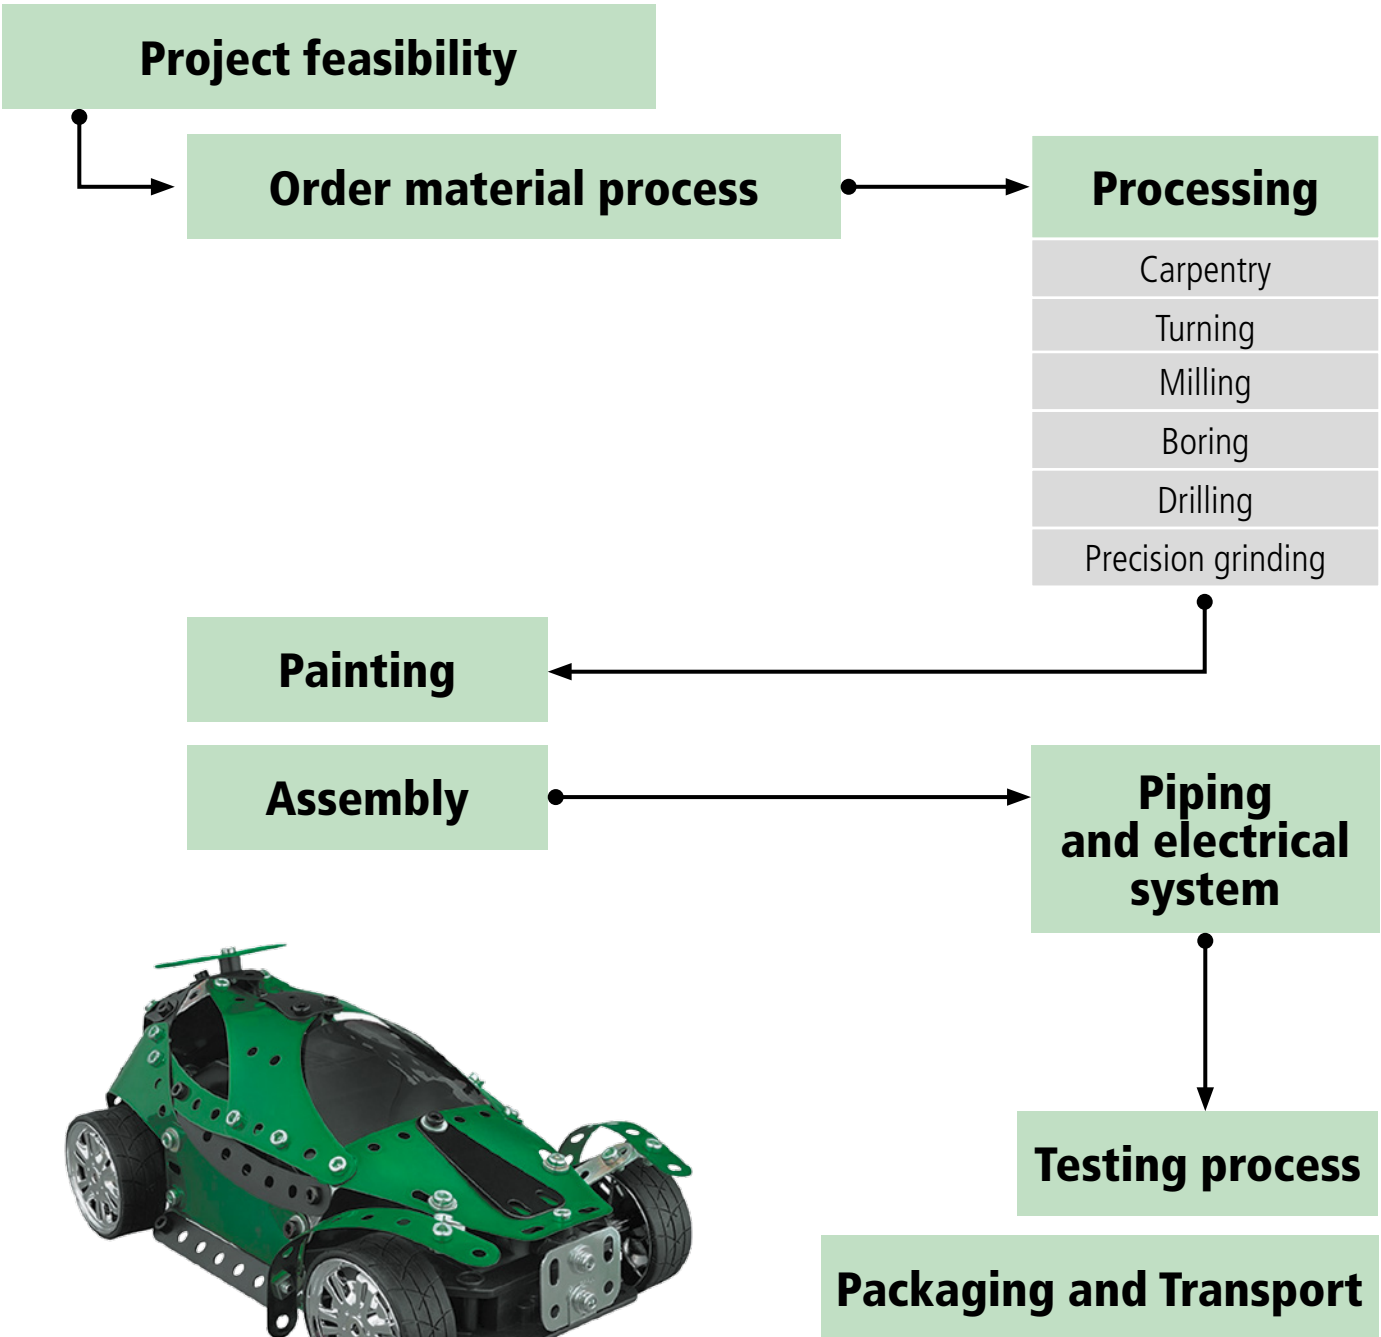 Project feasibility
Order material process
Processing
Carpentry
Turning
Milling
Boring
Drilling
Precision grinding
Painting
Assembly
Piping
and electrical
system
Testing process
Packaging and Transport